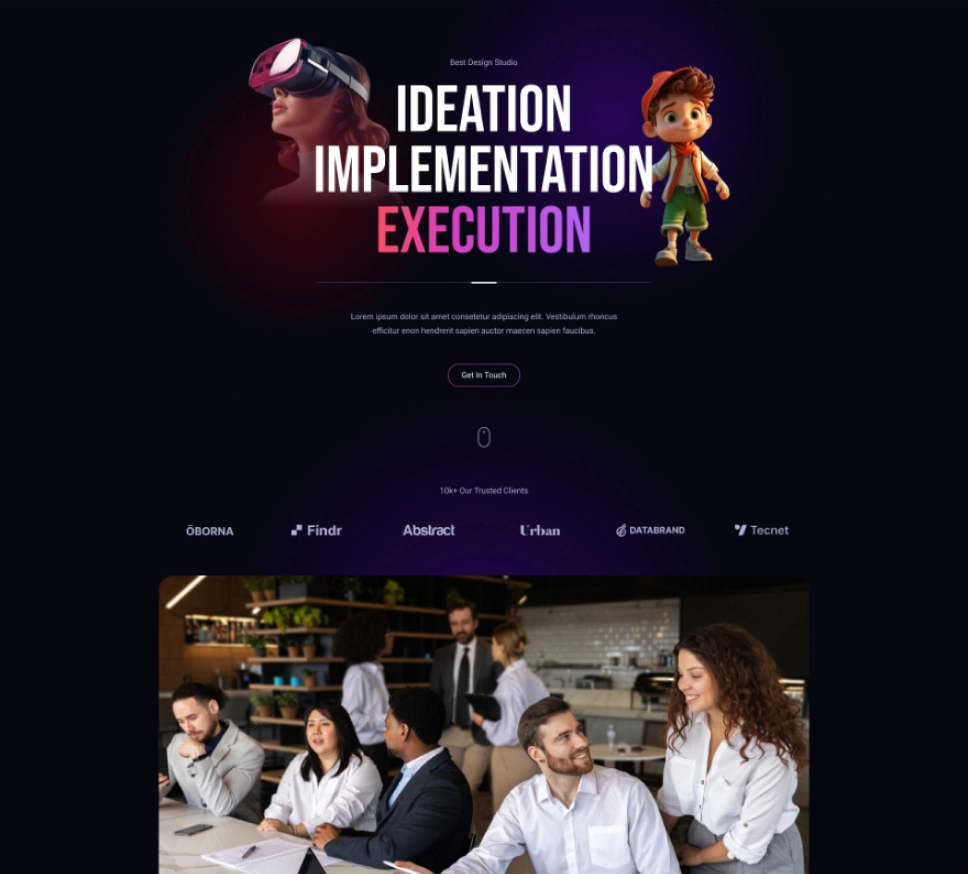 Best Design Studio
IDEATION
IMPLEMENTATION
EXECUTION
Lorem ipsum dolor sit amet consetetur adipiscing elit. Vestibulum rhoncus
efficitur enon hendrerit sapien auctor maecen sapien faucibus.
Get In Touch
10k+ Our Trusted Clients
ŌBORNA
Findr
Abstract
Urban
DATABRAND
Tecnet